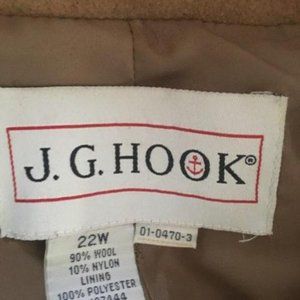 J.G. HOOK®
22W
01-0470-3
90% WOOL
10% NYLON
LINING
100% POLYESTER